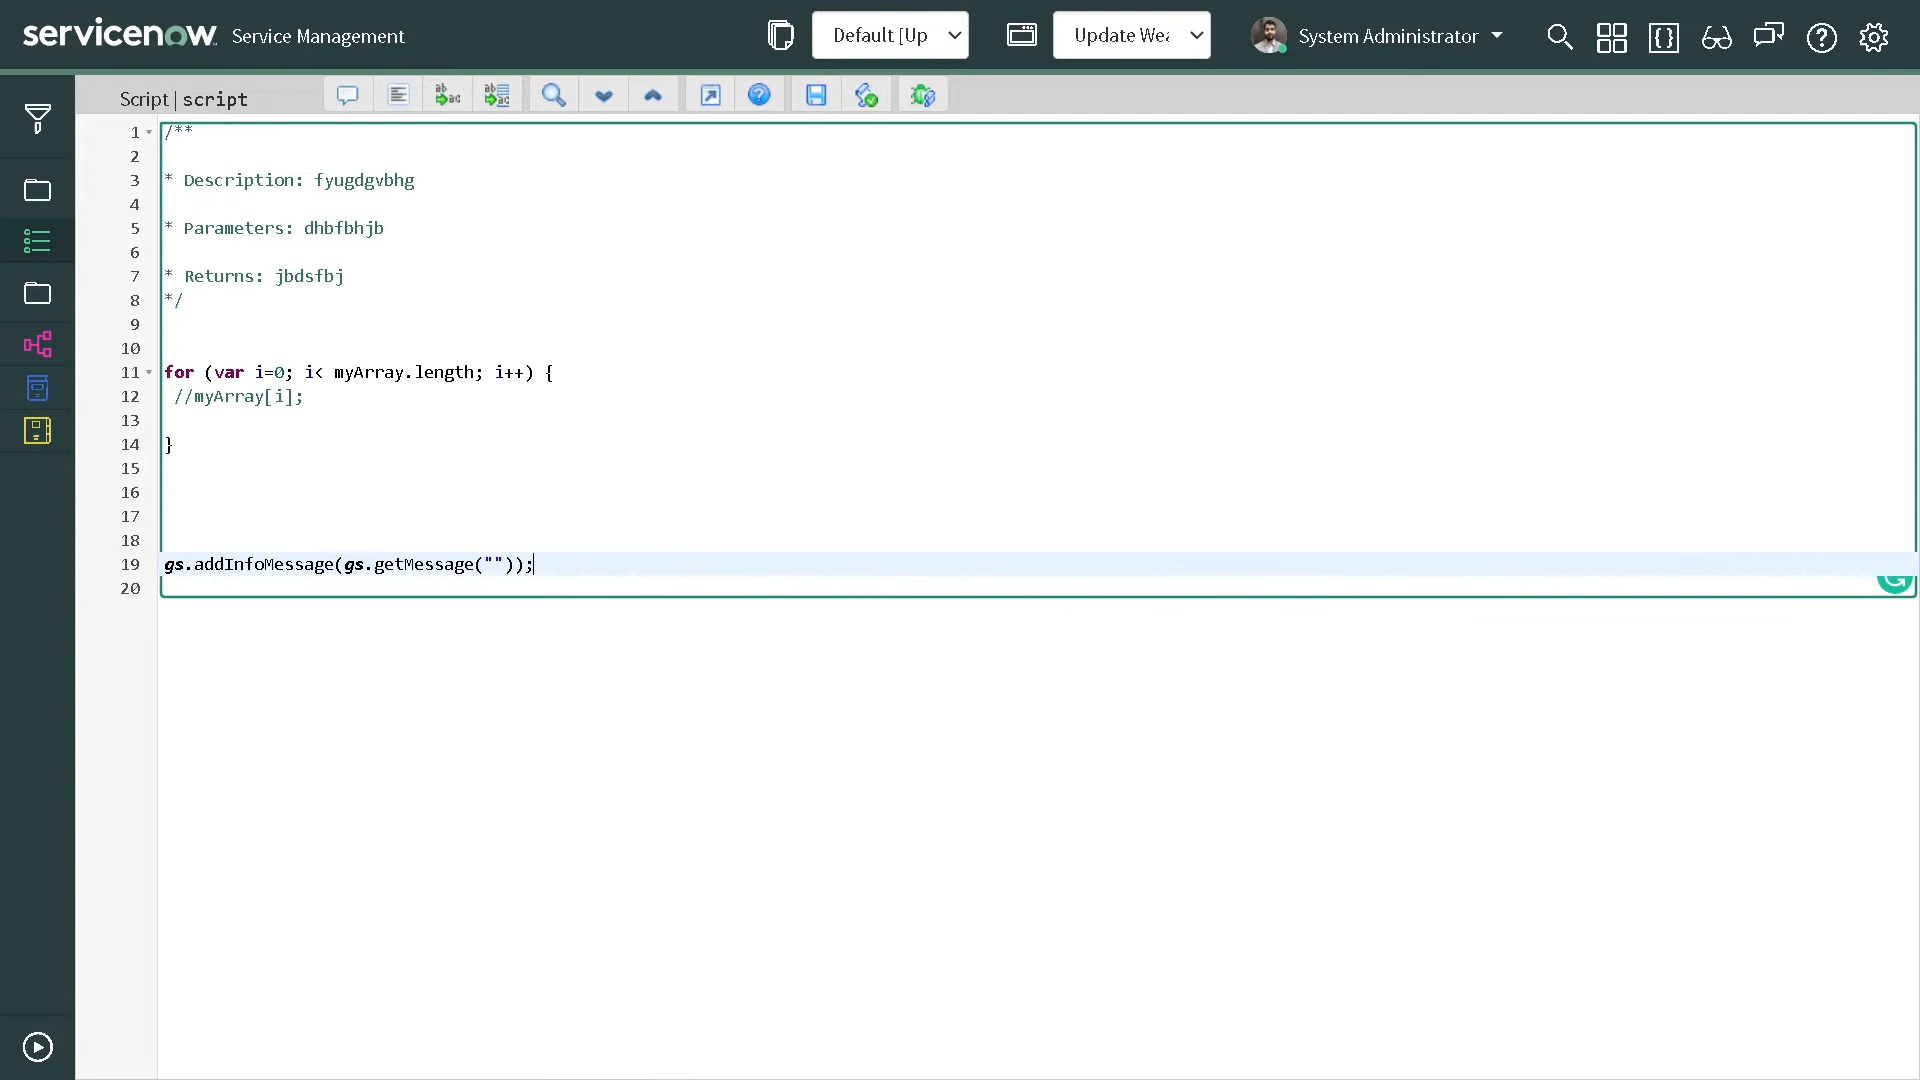 servicenow Service Management
Default [Up
Update Wea
System Administrator
Script | script
1 /**
2
3 * Description: fyugdgvbhg
4
5 * Parameters: dhbfbhjb
6
7 * Returns: jbdsfbj
8 */
9
10
11 for (var i=0; i< myArray.length; i++) {
12 //myArray[i];
13
14 }
15
16
17
18
19 gs.addInfoMessage(gs.getMessage(""));
20